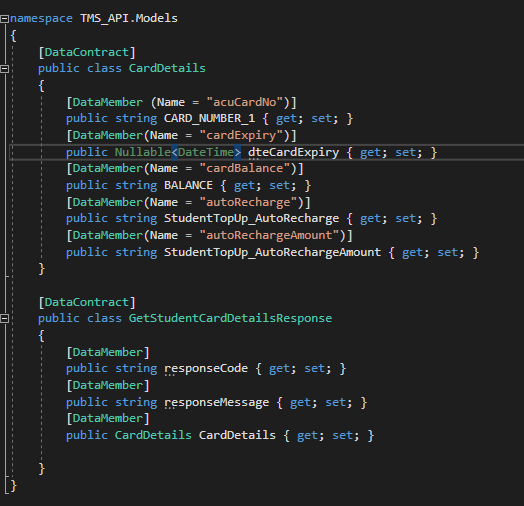 namespace TMS_API.Models
{
[DataContract]
public class CardDetails
{
[DataMember (Name = "acuCardNo")]
public string CARD_NUMBER_1 { get; set; }
[DataMember(Name = "cardExpiry")]
public Nullable<DateTime> dteCardExpiry { get; set; }
[DataMember(Name = "cardBalance")]
public string BALANCE { get; set; }
[DataMember(Name = "autoRecharge")]
public string StudentTopUp_AutoRecharge { get; set; }
[DataMember(Name = "autoRechargeAmount")]
public string StudentTopUp_AutoRechargeAmount { get; set; }
}
[DataContract]
public class GetStudentCardDetailsResponse
{
[DataMember]
public string responseCode { get; set; }
[DataMember]
public string responseMessage { get; set; }
[DataMember]
public CardDetails CardDetails { get; set; }
}
}